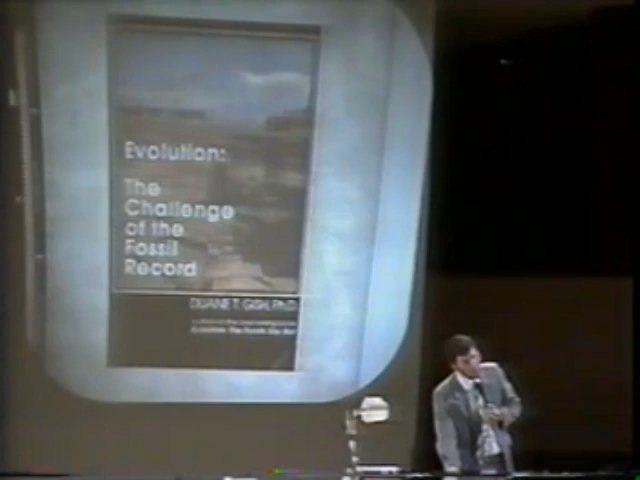 Evolution:
The
Challenge
of the
Fossil
Record
DUANE T. GISH, PH.D.